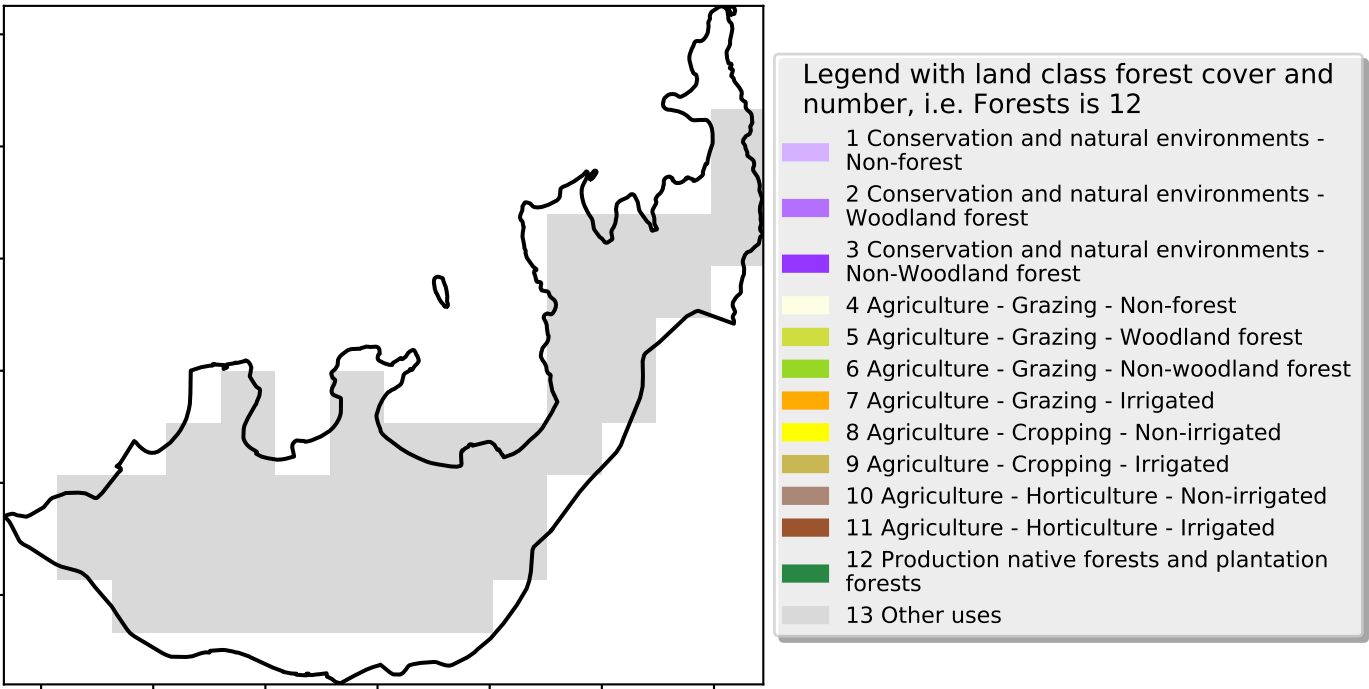 Legend with land class forest cover and
number, i.e. Forests is 12
1 Conservation and natural environments -
Non-forest
2 Conservation and natural environments -
Woodland forest
3 Conservation and natural environments -
Non-Woodland forest
4 Agriculture - Grazing - Non-forest
5 Agriculture - Grazing - Woodland forest
6 Agriculture - Grazing - Non-woodland forest
7 Agriculture - Grazing - Irrigated
8 Agriculture - Cropping - Non-irrigated
9 Agriculture - Cropping - Irrigated
10 Agriculture - Horticulture - Non-irrigated
11 Agriculture - Horticulture - Irrigated
12 Production native forests and plantation
forests
13 Other uses